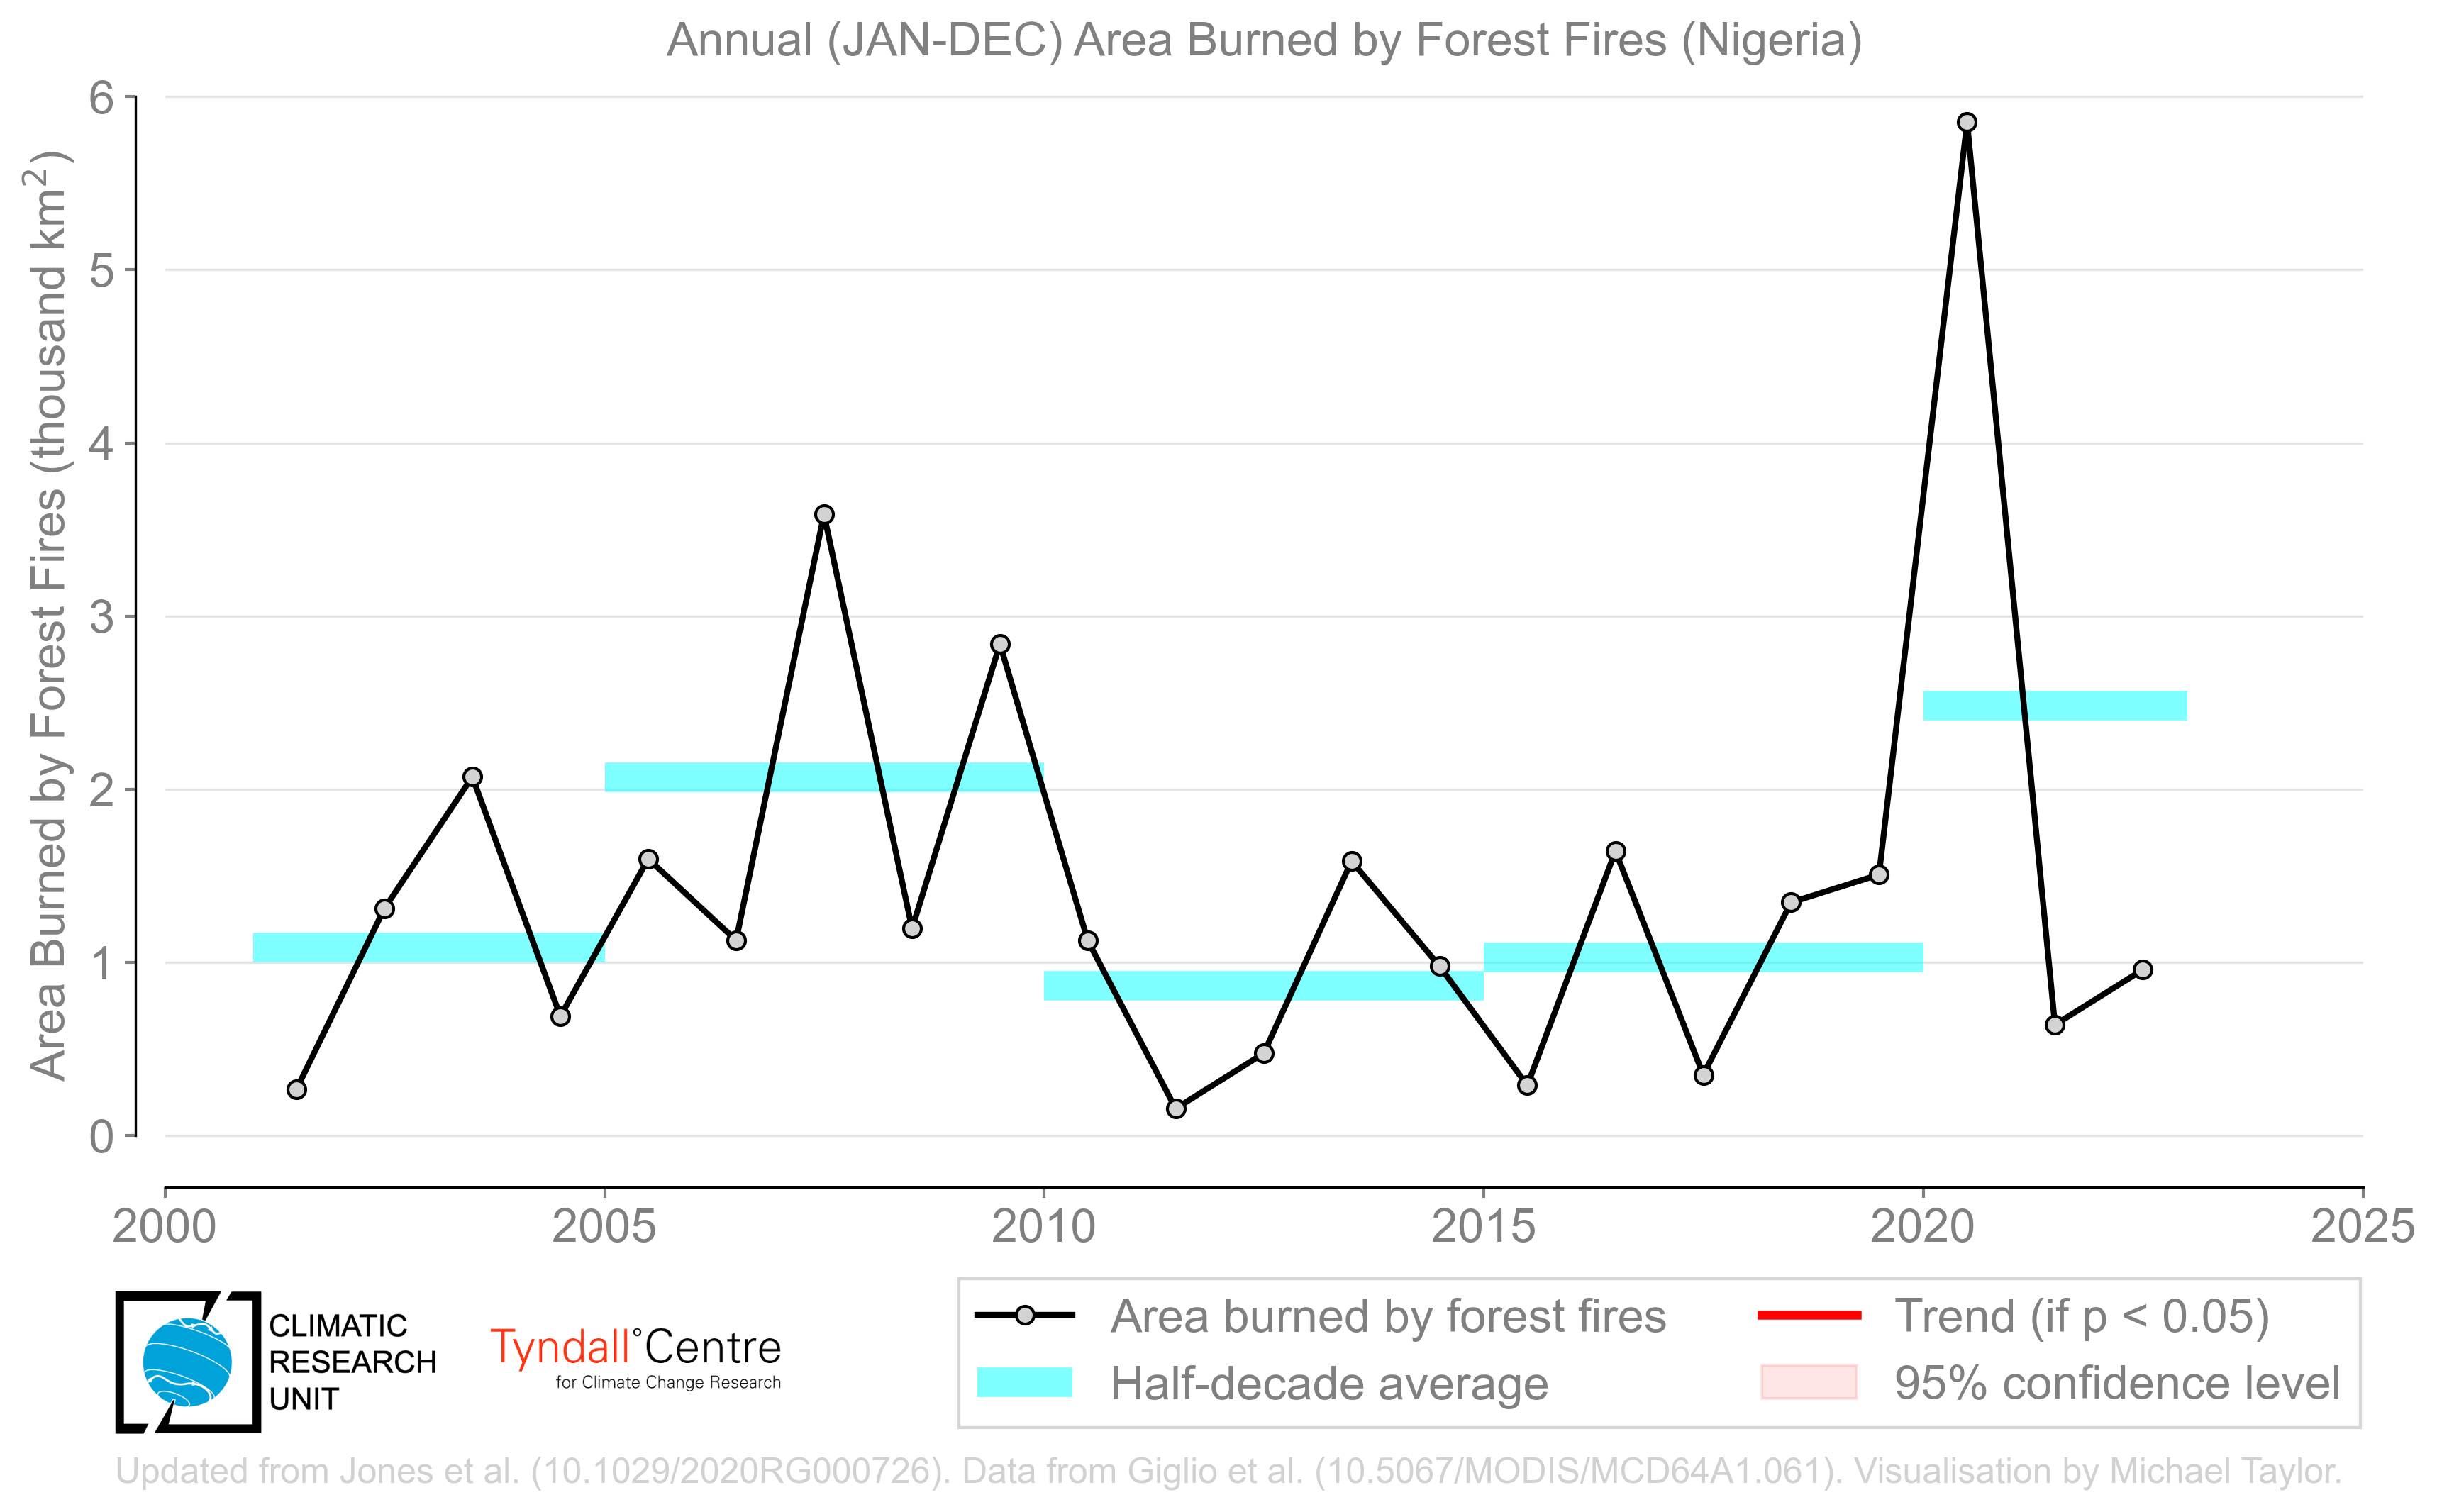 Annual (JAN-DEC) Area Burned by Forest Fires (Nigeria)
Area Burned by Forest Fires (thousand km²)
6
5
4
3
2
1
0
2000 2005 2010 2015 2020 2025
Area burned by forest fires
Half-decade average
Trend (if p < 0.05)
95% confidence level
CLIMATIC
RESEARCH
UNIT
Tyndall°Centre
for Climate Change Research
Updated from Jones et al. (10.1029/2020RG000726). Data from Giglio et al. (10.5067/MODIS/MCD64A1.061). Visualisation by Michael Taylor.